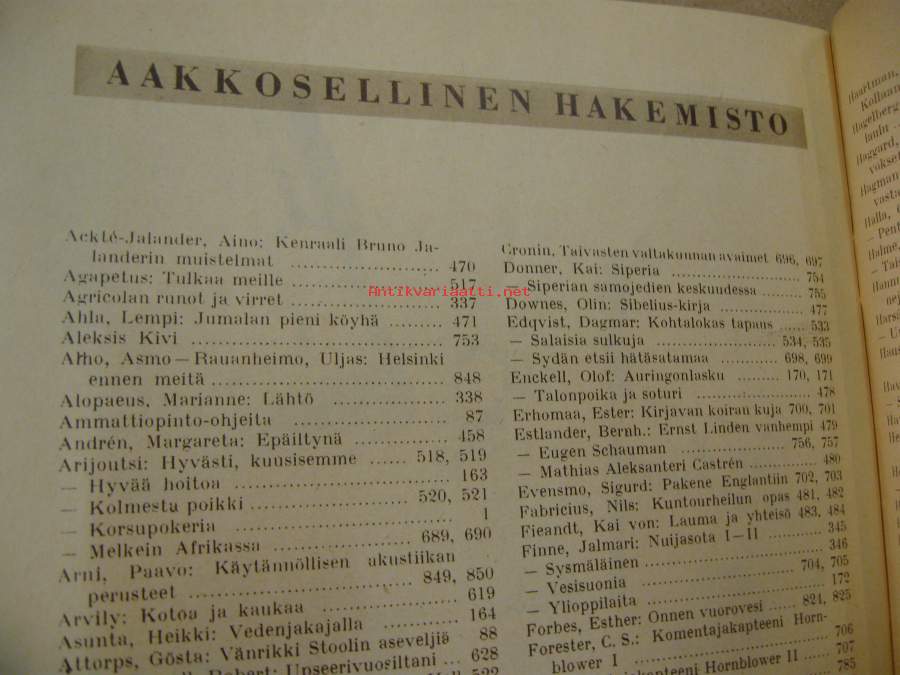 AAKKOSELLINEN HAKEMISTO
Ackté-Jalander, Aino: Kenraali Bruno Ja-
landerin muistelmat 470
Agapetus: Tulkaa meille 517
Agricolan runot ja virret 337
Ahla, Lempi: Jumalan pieni köyhä 471
Aleksis Kivi 753
Alho, Asmo — Rauanheimo, Uljas: Helsinki
ennen meitä 848
Alopaeus, Marianne: Lähtö 338
Ammattiopinto-ohjeita 87
Andrén, Margareta: Epäiltynä 458
Arijoutsi: Hyvästi, kuusisemme 518, 519
— Hyvää hoitoa 163
— Kolmesta poikki 520, 521
— Korsupokeria 1
— Melkein Afrikassa 689, 690
Arni, Paavo: Käytännöllisen akustiikan
perusteet 849, 850
Arvily: Kotoa ja kaukaa 619
Asunta, Heikki: Vedenjakajalla 164
Attorps, Gösta: Vänrikki Stoolin aseveljiä 88
Robert: Upseerivuosiltani 628
522
Cronin, Taivasten valtakunnan avaimet 696, 697
Donner, Kai: Siperia 754
— Siperian samojedien keskuudessa 755
Downes, Olin: Sibelius-kirja 477
Edqvist, Dagmar: Kohtalokas tapaus 533
— Salaisia sulkuja 534, 535
— Sydän etsii hätäsatamaa 698, 699
Enckell, Olof: Auringonlasku 170, 171
— Talonpoika ja soturi 478
Erhomaa, Ester: Kirjavan koiran kuja 700, 701
Estlander, Bernh.: Ernst Linden vanhempi 479
— Eugen Schauman 756, 757
— Mathias Aleksanteri Castrén 480
Evensmo, Sigurd: Pakene Englantiin 702, 703
Fabricius, Nils: Kuntourheilun opas 481, 482
Fieandt, Kai von: Lauma ja yhteisö 483, 484
Finne, Jalmari: Nuijasota I—II 345
— Sysmäläinen 346
— Vesisuonia 704, 705
— Ylioppilaita 172
Forbes, Esther: Onnen vuorovesi 824, 825
Forester, C. S.: Komentajakapteeni Horn-
blower I 706
Hornblower II 707
785
Haartman,
Kollaan
Hagelberg
Haggard,
Hagman
Halla,
Halme,
Antikvariaatti.net